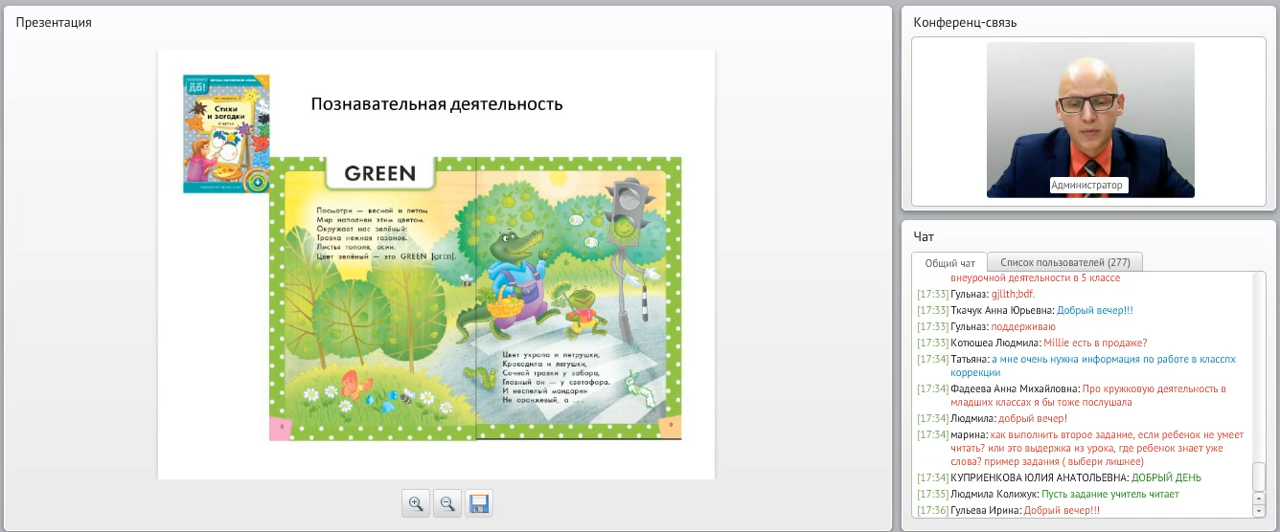 Презентация
Познавательная деятельность
ДО!
Стихи
и загадки
GREEN
Посмотри — весной и летом
Мир наполнен этим цветом.
Окружает нас зелёный:
Травка нежная газонов,
Листья тополя, осин.
Цвет зелёный — это GREEN [gri:n].
Цвет укропа и петрушки,
Крокодила и лягушки,
Сочной травки у забора,
Главный он — у светофора.
И неспелый мандарин
Не оранжевый, а ...
Конференц-связь
Администратор
Чат
Общий чат
Список пользователей (277)
внеурочной деятельности в 5 классе
[17:33] Гульназ: gjllth;bdf.
[17:33] Ткачук Анна Юрьевна: Добрый вечер!!!
[17:33] Гульназ: поддерживаю
[17:33] Котюшеа Людмила: Millie есть в продаже?
[17:34] Татьяна: а мне очень нужна информация по работе в класспх
коррекции
[17:34] Фадеева Анна Михайловна: Про кружковую деятельность в
младших классах я бы тоже послушала
[17:34] Людмила: добрый вечер!
[17:34] марина: как выполнить второе задание, если ребенок не умеет
читать? или это выдержка из урока, где ребенок знает уже
слова? пример задания ( выбери лишнее)
[17:34] КУПРИЕНКОВА ЮЛИЯ АНАТОЛЬЕВНА: ДОБРЫЙ ДЕНЬ
[17:35] Людмила Колижук: Пусть задание учитель читает
[17:36] Гульева Ирина: Добрый вечер!!!